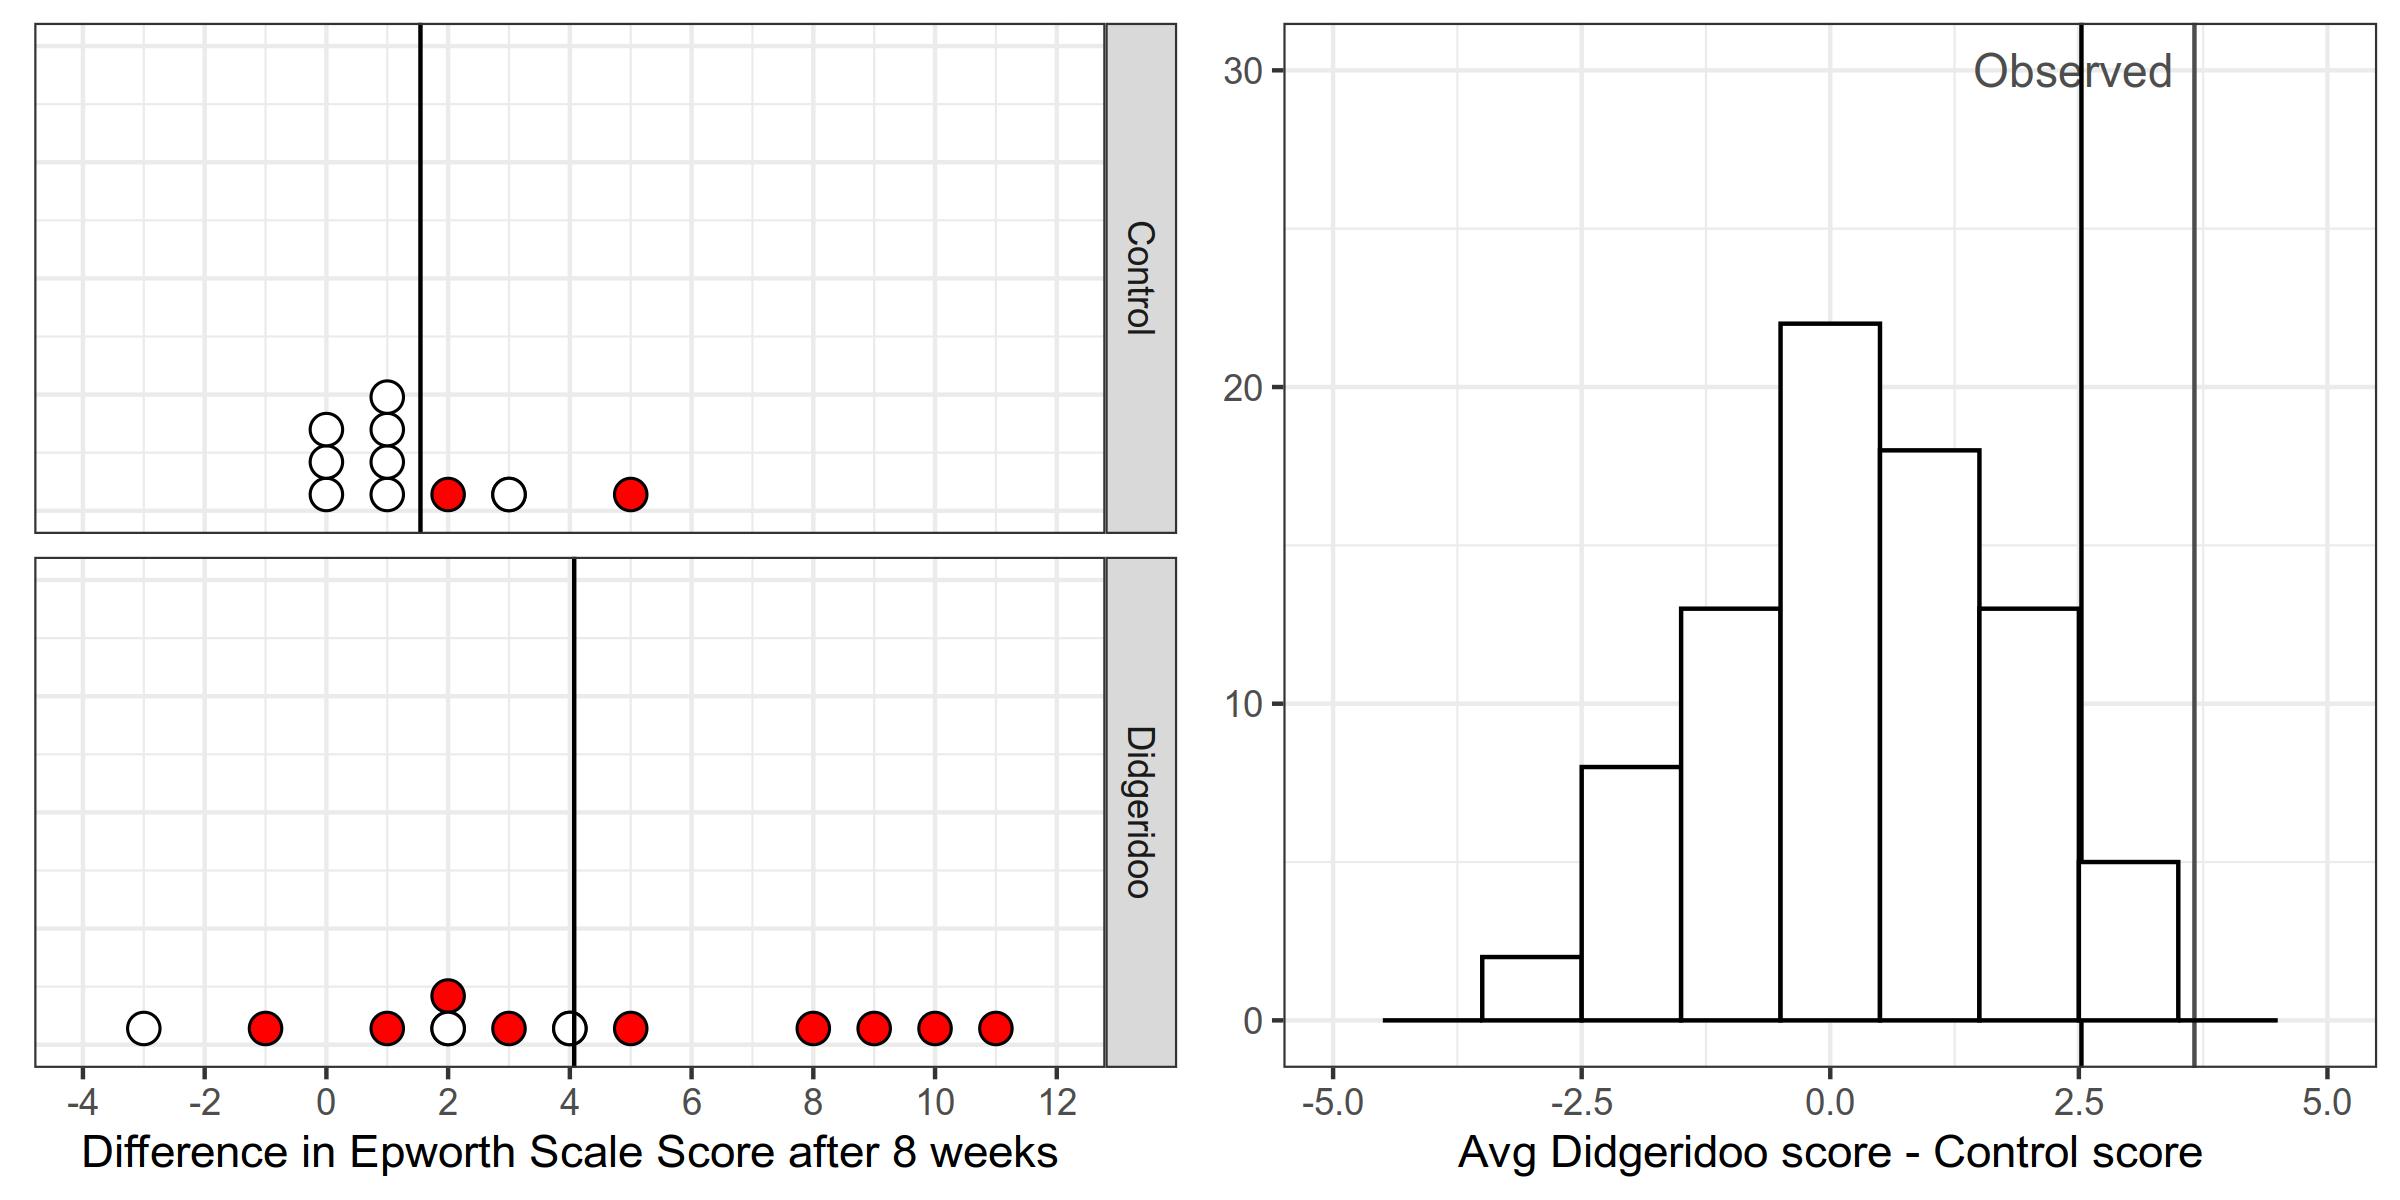 Control
Didgeridoo
-4 -2 0 2 4 6 8 10 12
Difference in Epworth Scale Score after 8 weeks
Observed
30
20
10
0
-5.0 -2.5 0.0 2.5 5.0
Avg Didgeridoo score - Control score